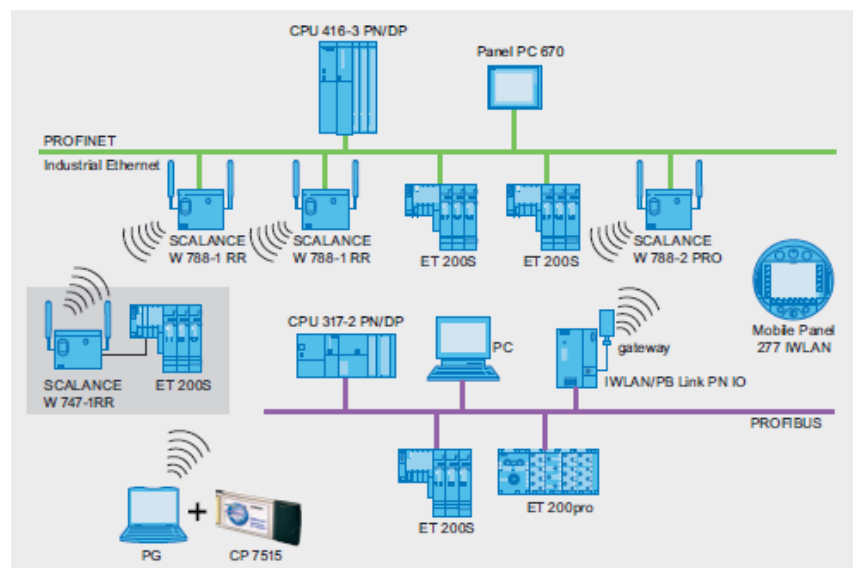 CPU 416-3 PN/DP
Panel PC 670
PROFINET
Industrial Ethernet
SCALANCE
W 788-1 RR
SCALANCE
W 788-1 RR
ET 200S
ET 200S
SCALANCE
W 788-2 PRO
Mobile Panel
277 IWLAN
CPU 317-2 PN/DP
PC
gateway
IWLAN/PB Link PN IO
SCALANCE
W 747-1RR
ET 200S
PROFIBUS
ET 200S
ET 200pro
PG
+
CP 7515